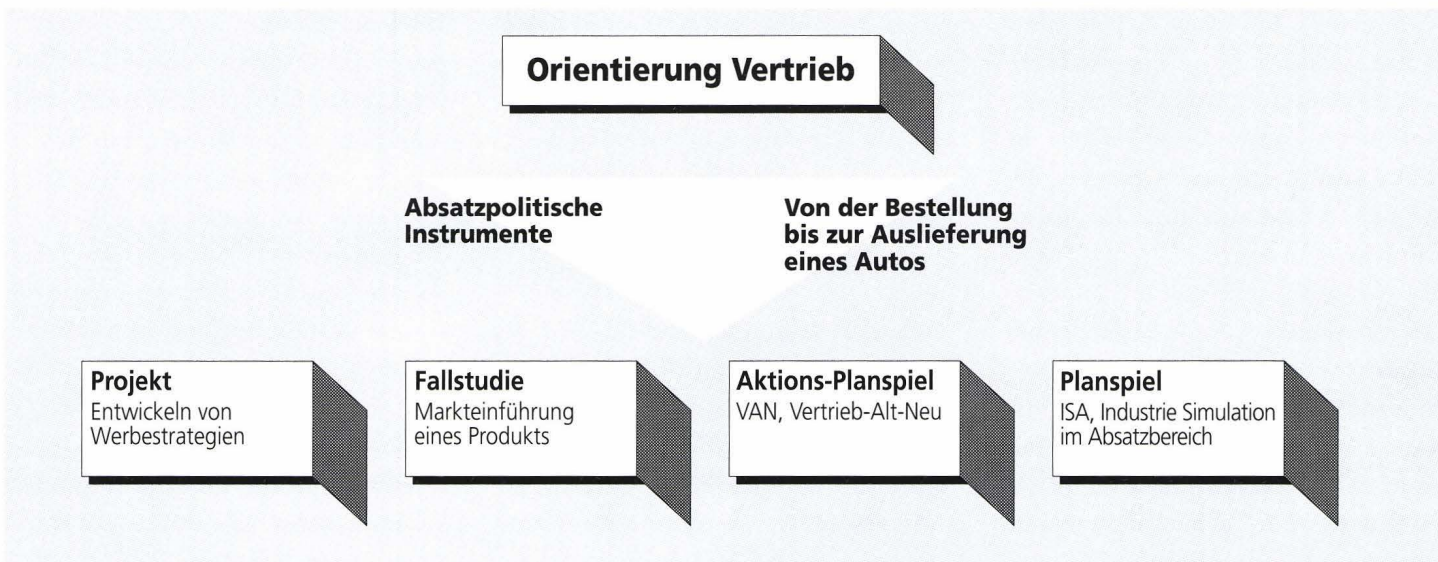 Orientierung Vertrieb
Absatzpolitische
Instrumente
Von der Bestellung
bis zur Auslieferung
eines Autos
Projekt
Entwickeln von
Werbestrategien
Fallstudie
Markteinführung
eines Produkts
Aktions-Planspiel
VAN, Vertrieb-Alt-Neu
Planspiel
ISA, Industrie Simulation
im Absatzbereich